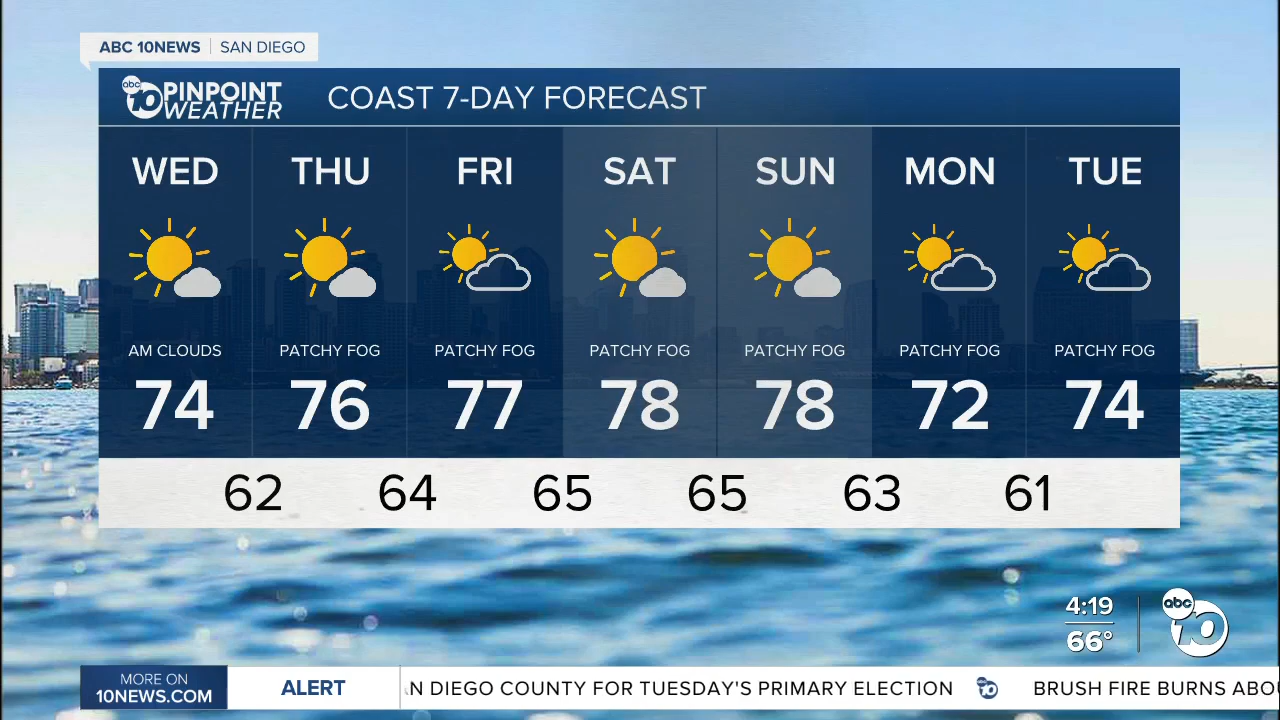 ABC 10NEWS | SAN DIEGO
abc 10 PINPOINT WEATHER
COAST 7-DAY FORECAST
WED THU FRI SAT SUN MON TUE
AM CLOUDS PATCHY FOG PATCHY FOG PATCHY FOG PATCHY FOG PATCHY FOG PATCHY FOG
74 76 77 78 78 72 74
62 64 65 65 63 61
4:19
66°
abc 10
MORE ON
10NEWS.COM
ALERT
N DIEGO COUNTY FOR TUESDAY'S PRIMARY ELECTION abc 10 BRUSH FIRE BURNS